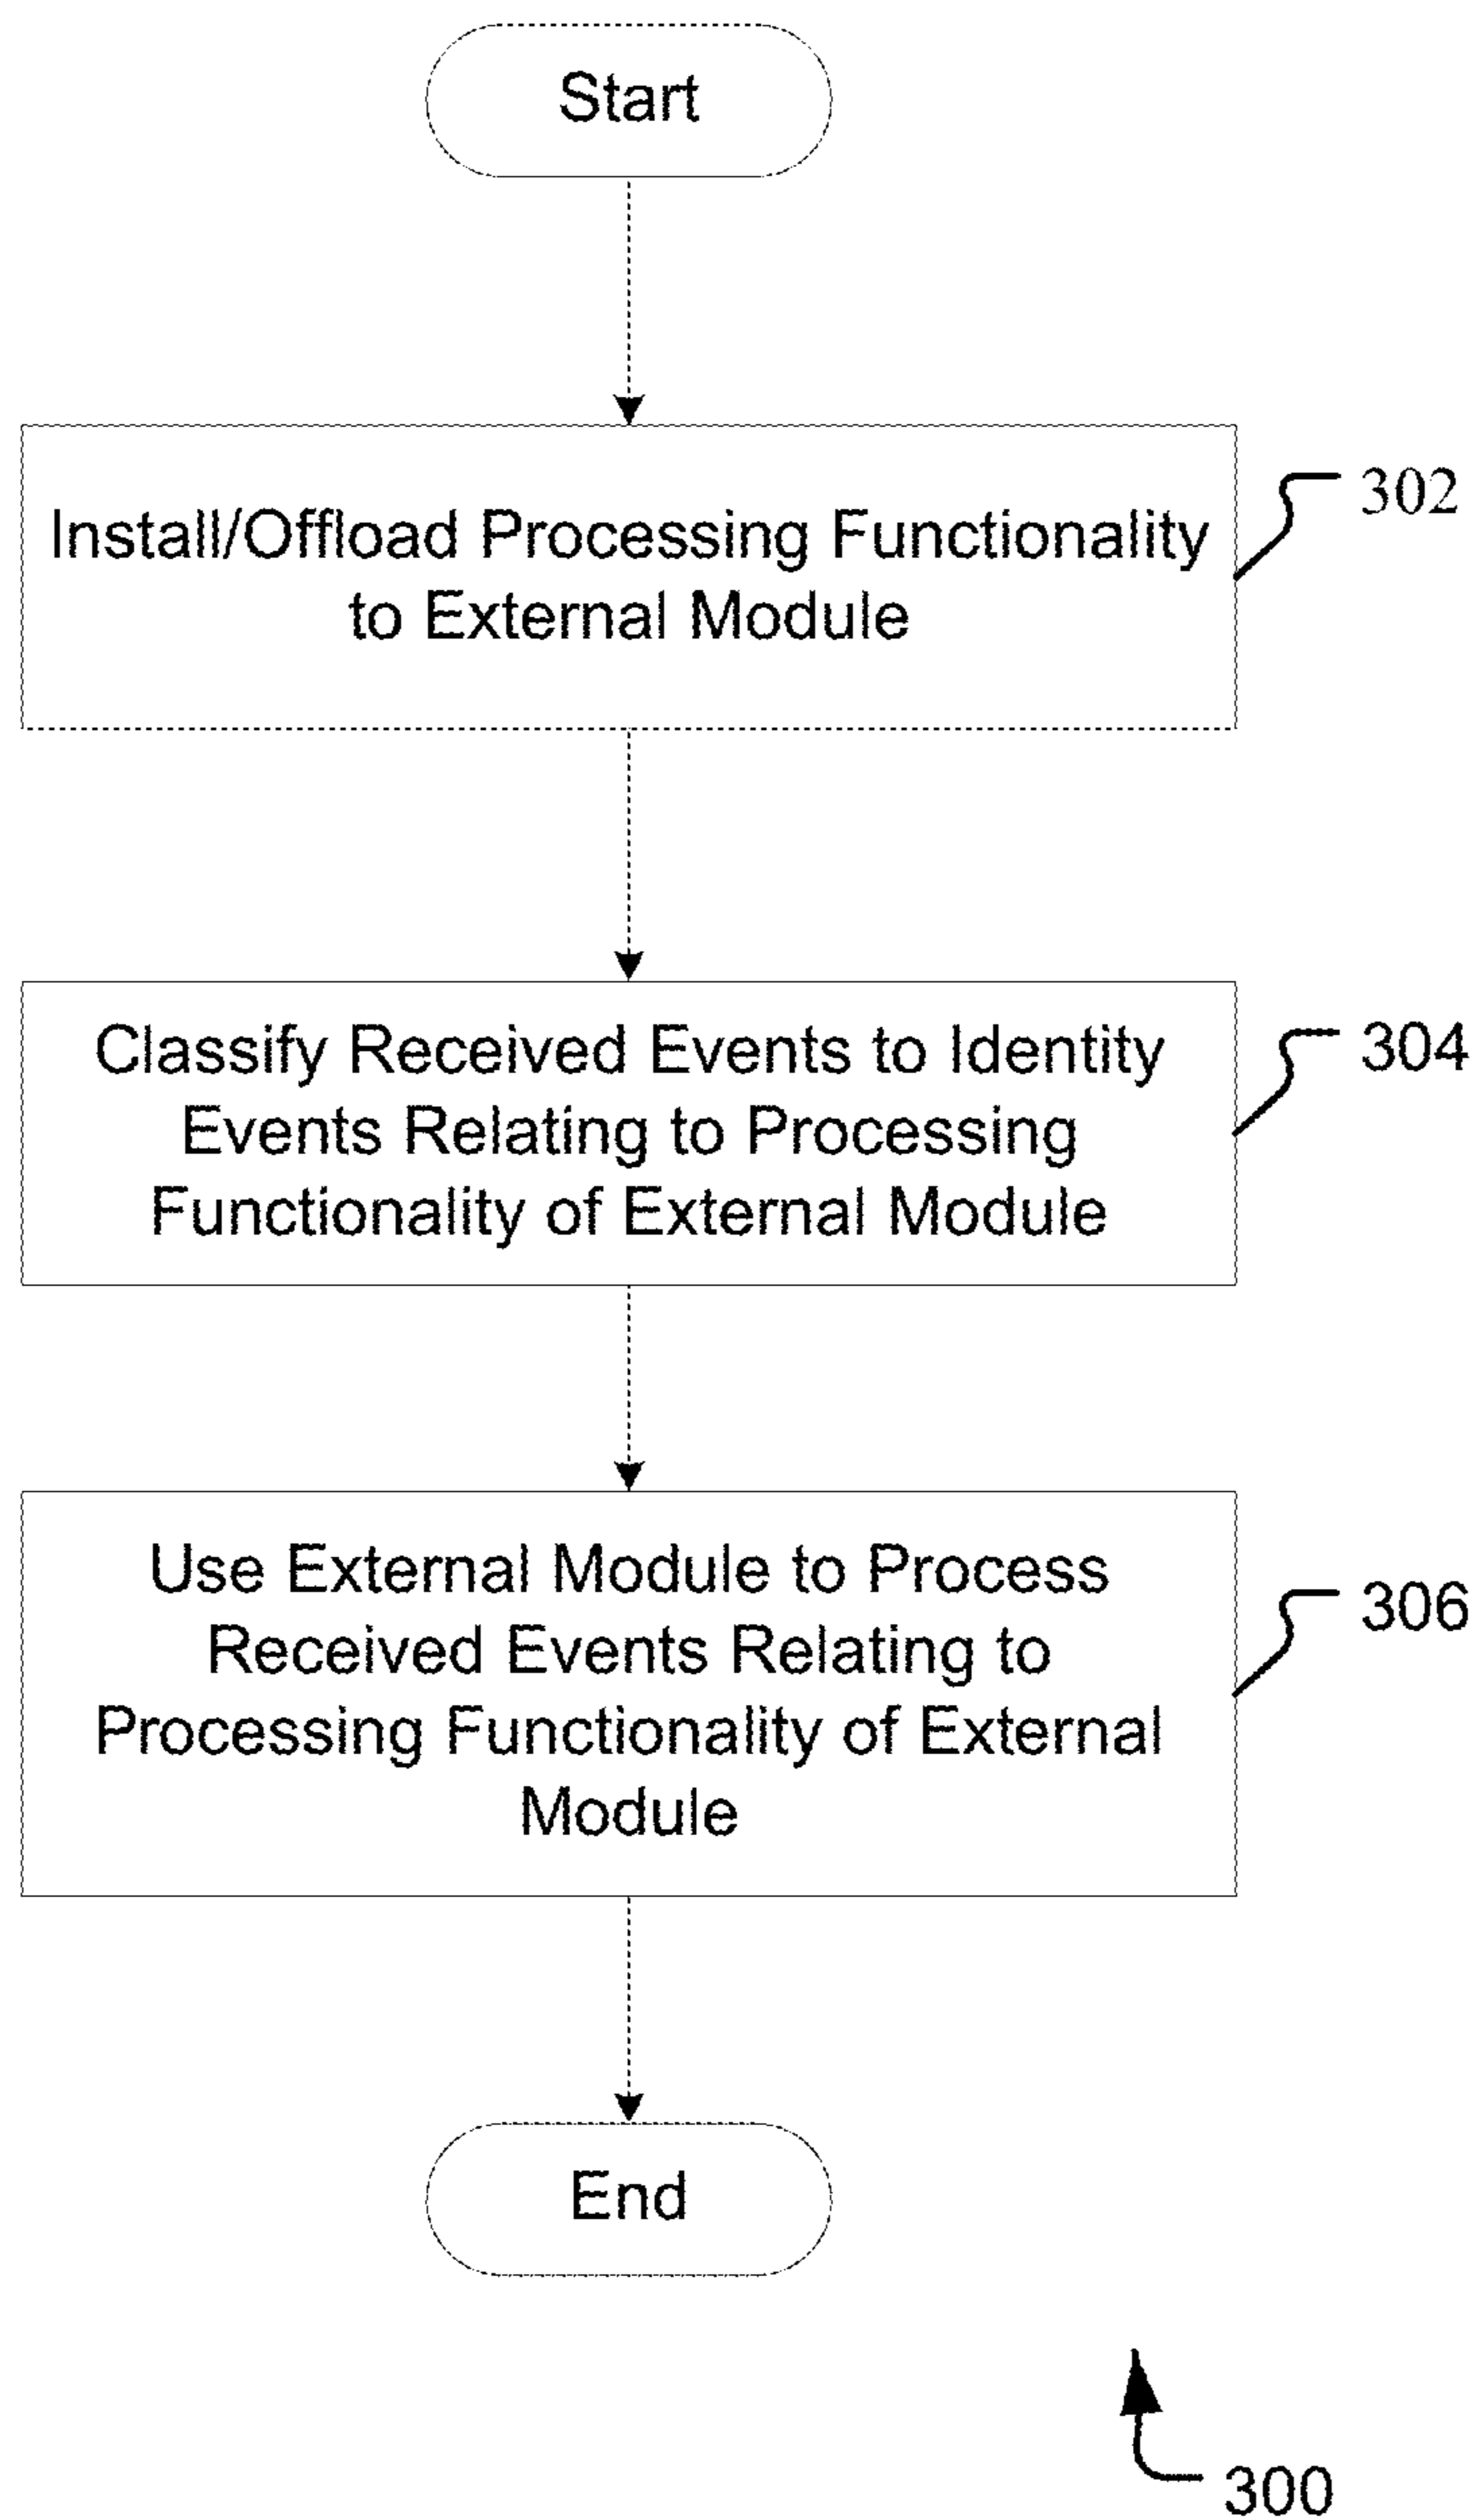 Start
Install/Offload Processing Functionality
to External Module
302
Classify Received Events to Identity
Events Relating to Processing
Functionality of External Module
304
Use External Module to Process
Received Events Relating to
Processing Functionality of External
Module
306
End
300